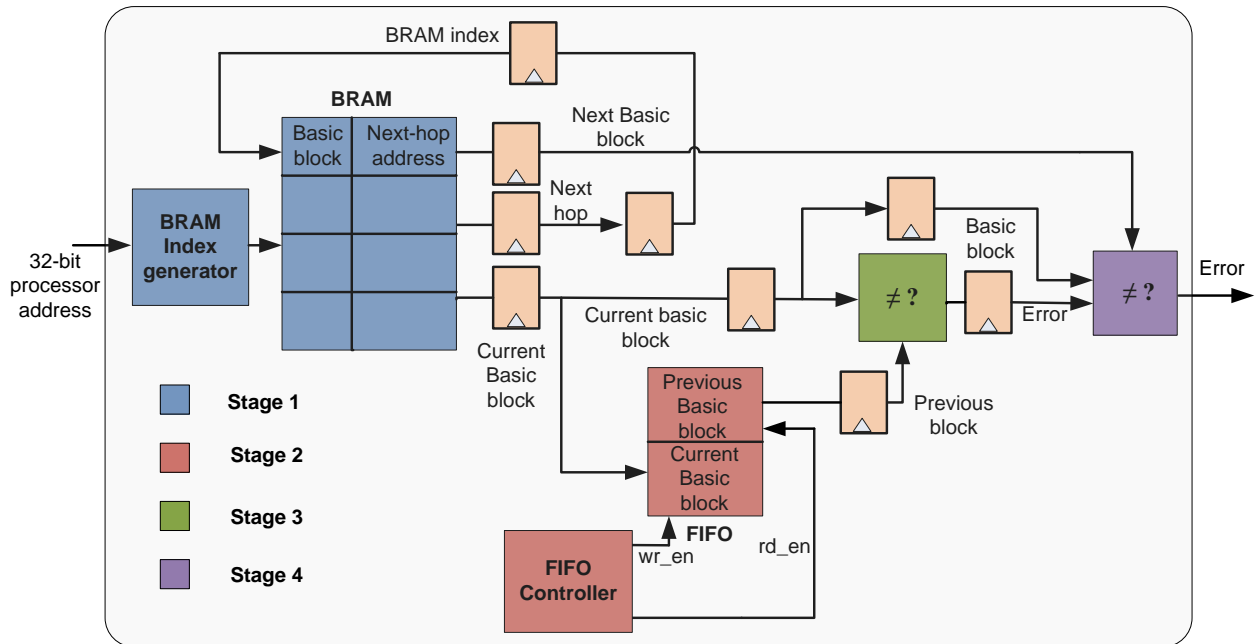 BRAM index
BRAM
Basic
block
Next-hop
address
Next Basic
block
Next
hop
BRAM
Index
generator
32-bit
processor
address
Basic
block
≠ ?
≠ ?
Error
Error
Current basic
block
Current
Basic
block
Previous
Basic
block
Current
Basic
block
Previous
block
FIFO
wr_en
rd_en
FIFO
Controller
Stage 1
Stage 2
Stage 3
Stage 4